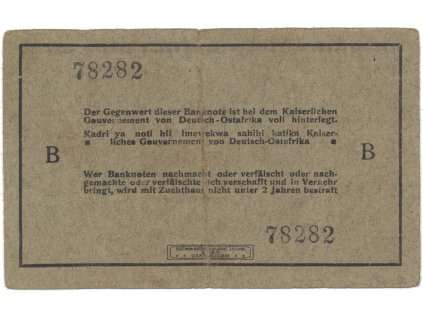 78282
Der Gegenwert dieser Banknote ist bei dem Kaiserlichen
Gouvernement von Deutsch-Ostafrika voll hinterlegt.
Kadri ya noti hii imewekwa sahihi katika Kaiser-
liches Gouvernement von Deutsch-Ostafrika
B
B
Wer Banknoten nachmacht oder verfälscht oder nach-
gemachte oder verfälschte sich verschafft und in Verkehr
bringt, wird mit Zuchthaus nicht unter 2 Jahren bestraft
78282
DARESSALAM